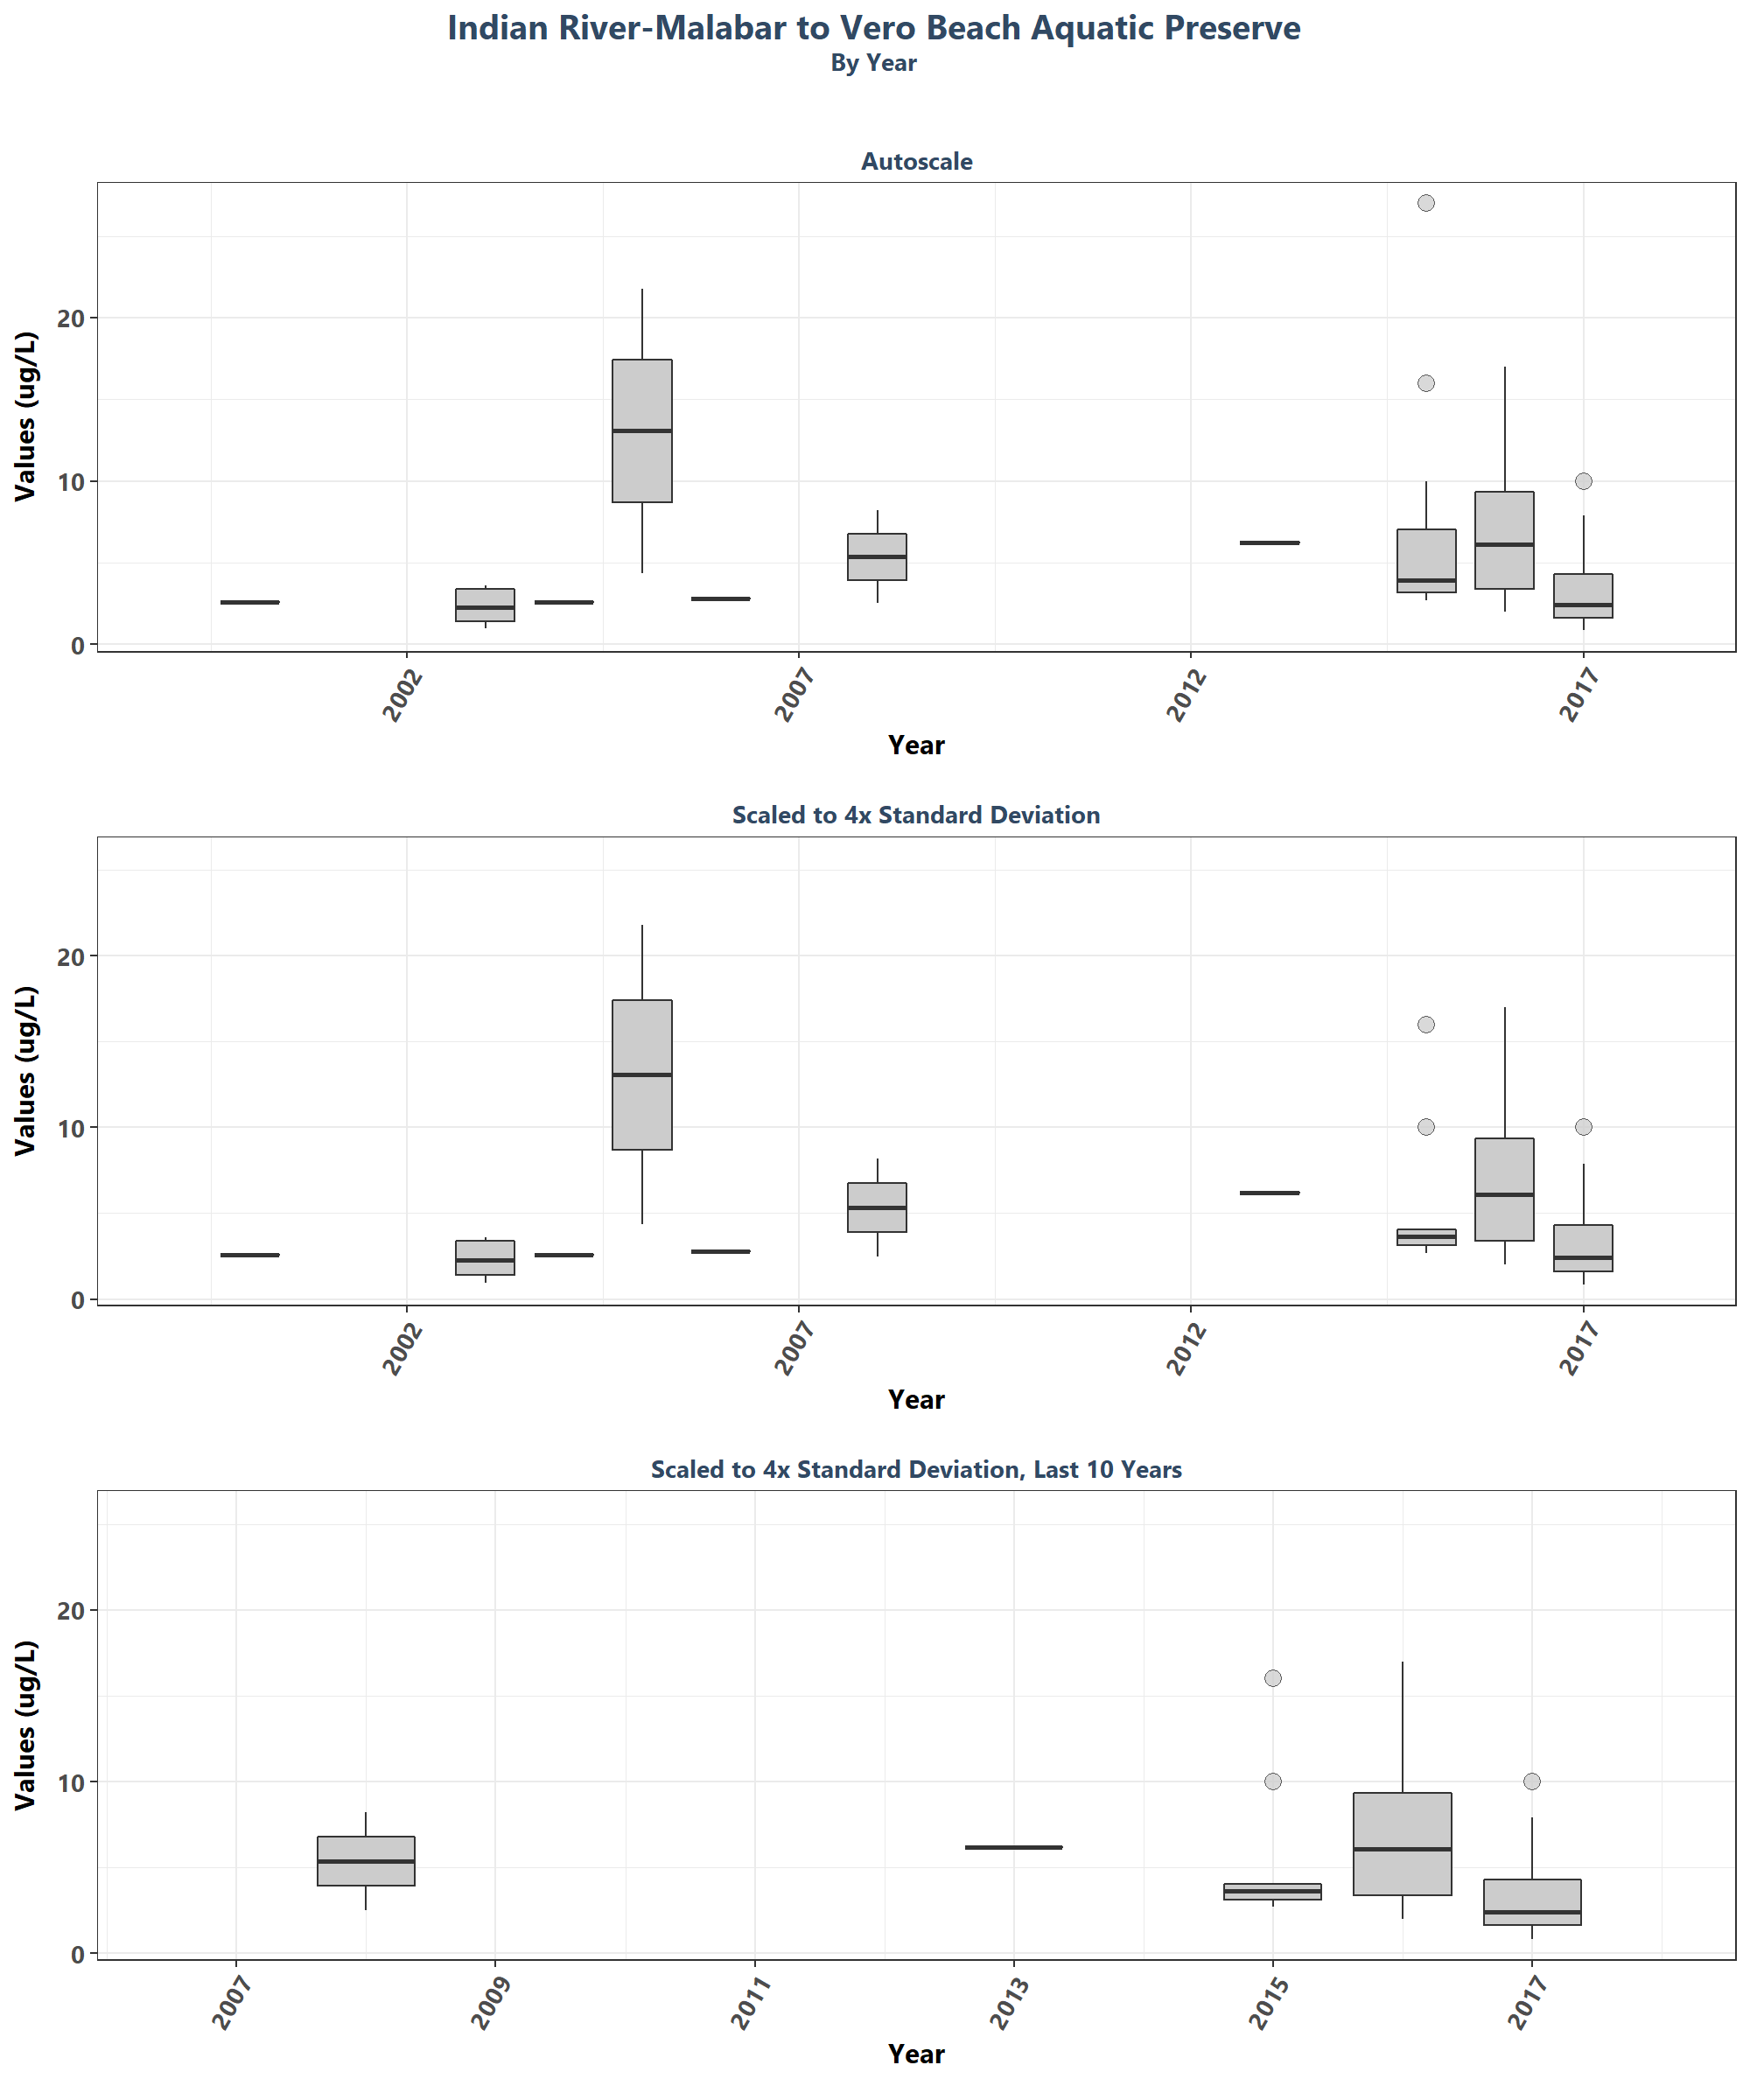 Indian River-Malabar to Vero Beach Aquatic Preserve
By Year
Autoscale
Values (ug/L)
20
10
0
2002
2007
2012
2017
Year
Scaled to 4x Standard Deviation
Values (ug/L)
20
10
0
2002
2007
2012
2017
Year
Scaled to 4x Standard Deviation, Last 10 Years
Values (ug/L)
20
10
0
2007
2009
2011
2013
2015
2017
Year